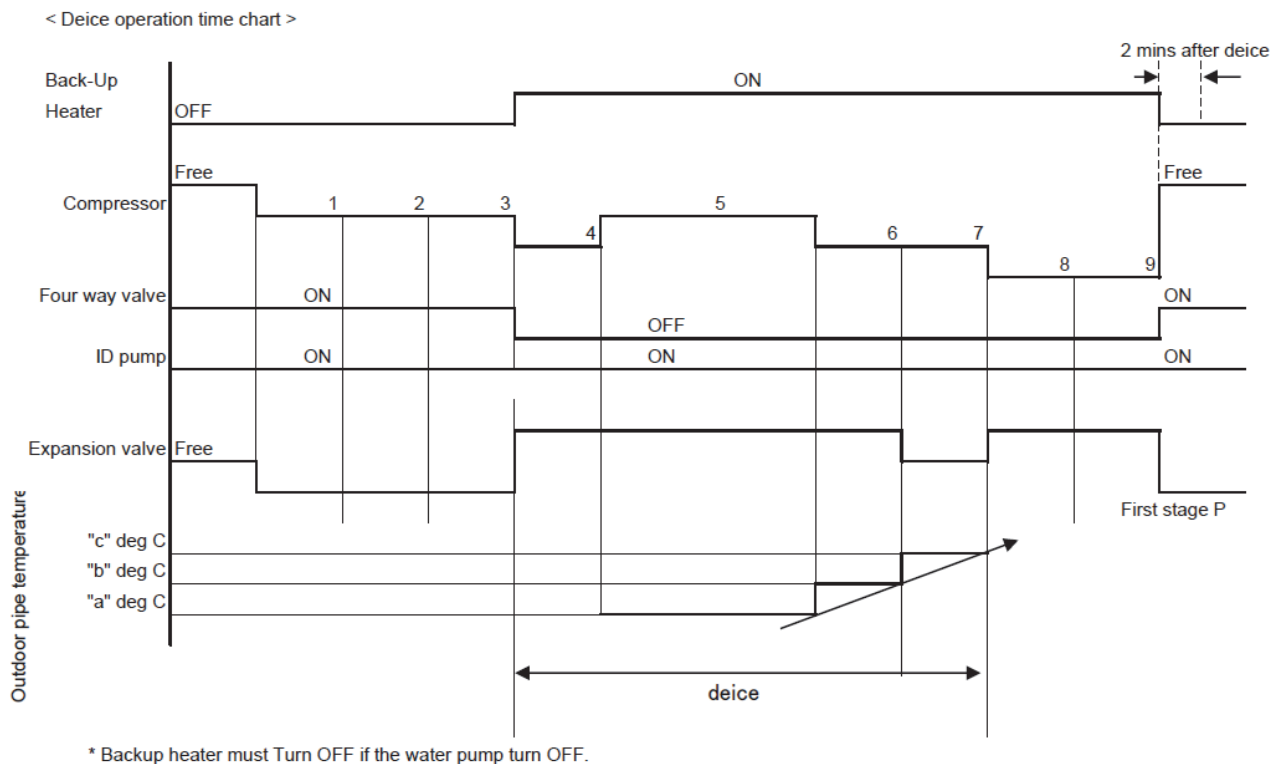 < Deice operation time chart >
2 mins after deice
Back-Up
Heater
ON
OFF
Free
Free
Compressor
1 2 3 4 5 6 7 8 9
Four way valve
ON
OFF
ON
ID pump
ON
ON
ON
Expansion valve
Free
First stage P
Outdoor pipe temperature
"c" deg C
"b" deg C
"a" deg C
deice
* Backup heater must Turn OFF if the water pump turn OFF.